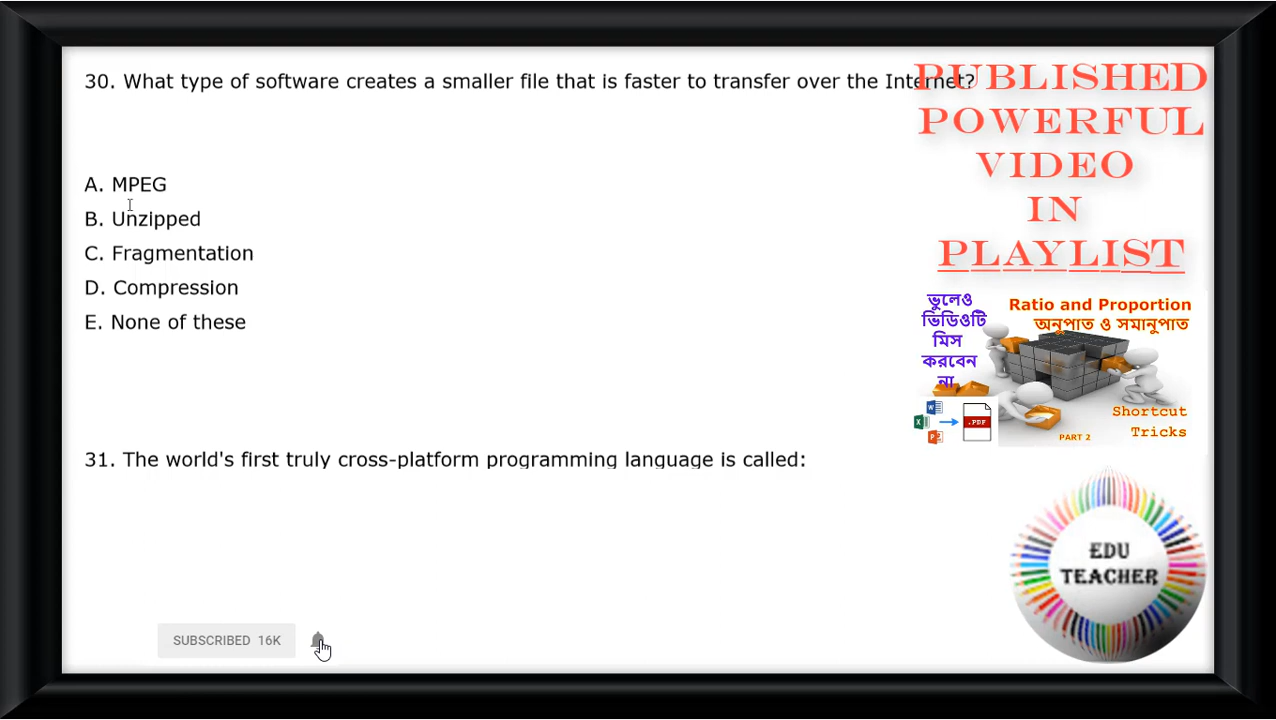 30. What type of software creates a smaller file that is faster to transfer over the Internet?
A. MPEG
B. Unzipped
C. Fragmentation
D. Compression
E. None of these
31. The world's first truly cross-platform programming language is called:
PUBLISHED
POWERFUL
VIDEO
IN
PLAYLIST
ভুলেও
ভিডিওটি
মিস
করবেন
না
Ratio and Proportion
অনুপাত ও সমানুপাত
W
X
P
.PDF
Shortcut
Tricks
PART 2
EDU
TEACHER
SUBSCRIBED 16K